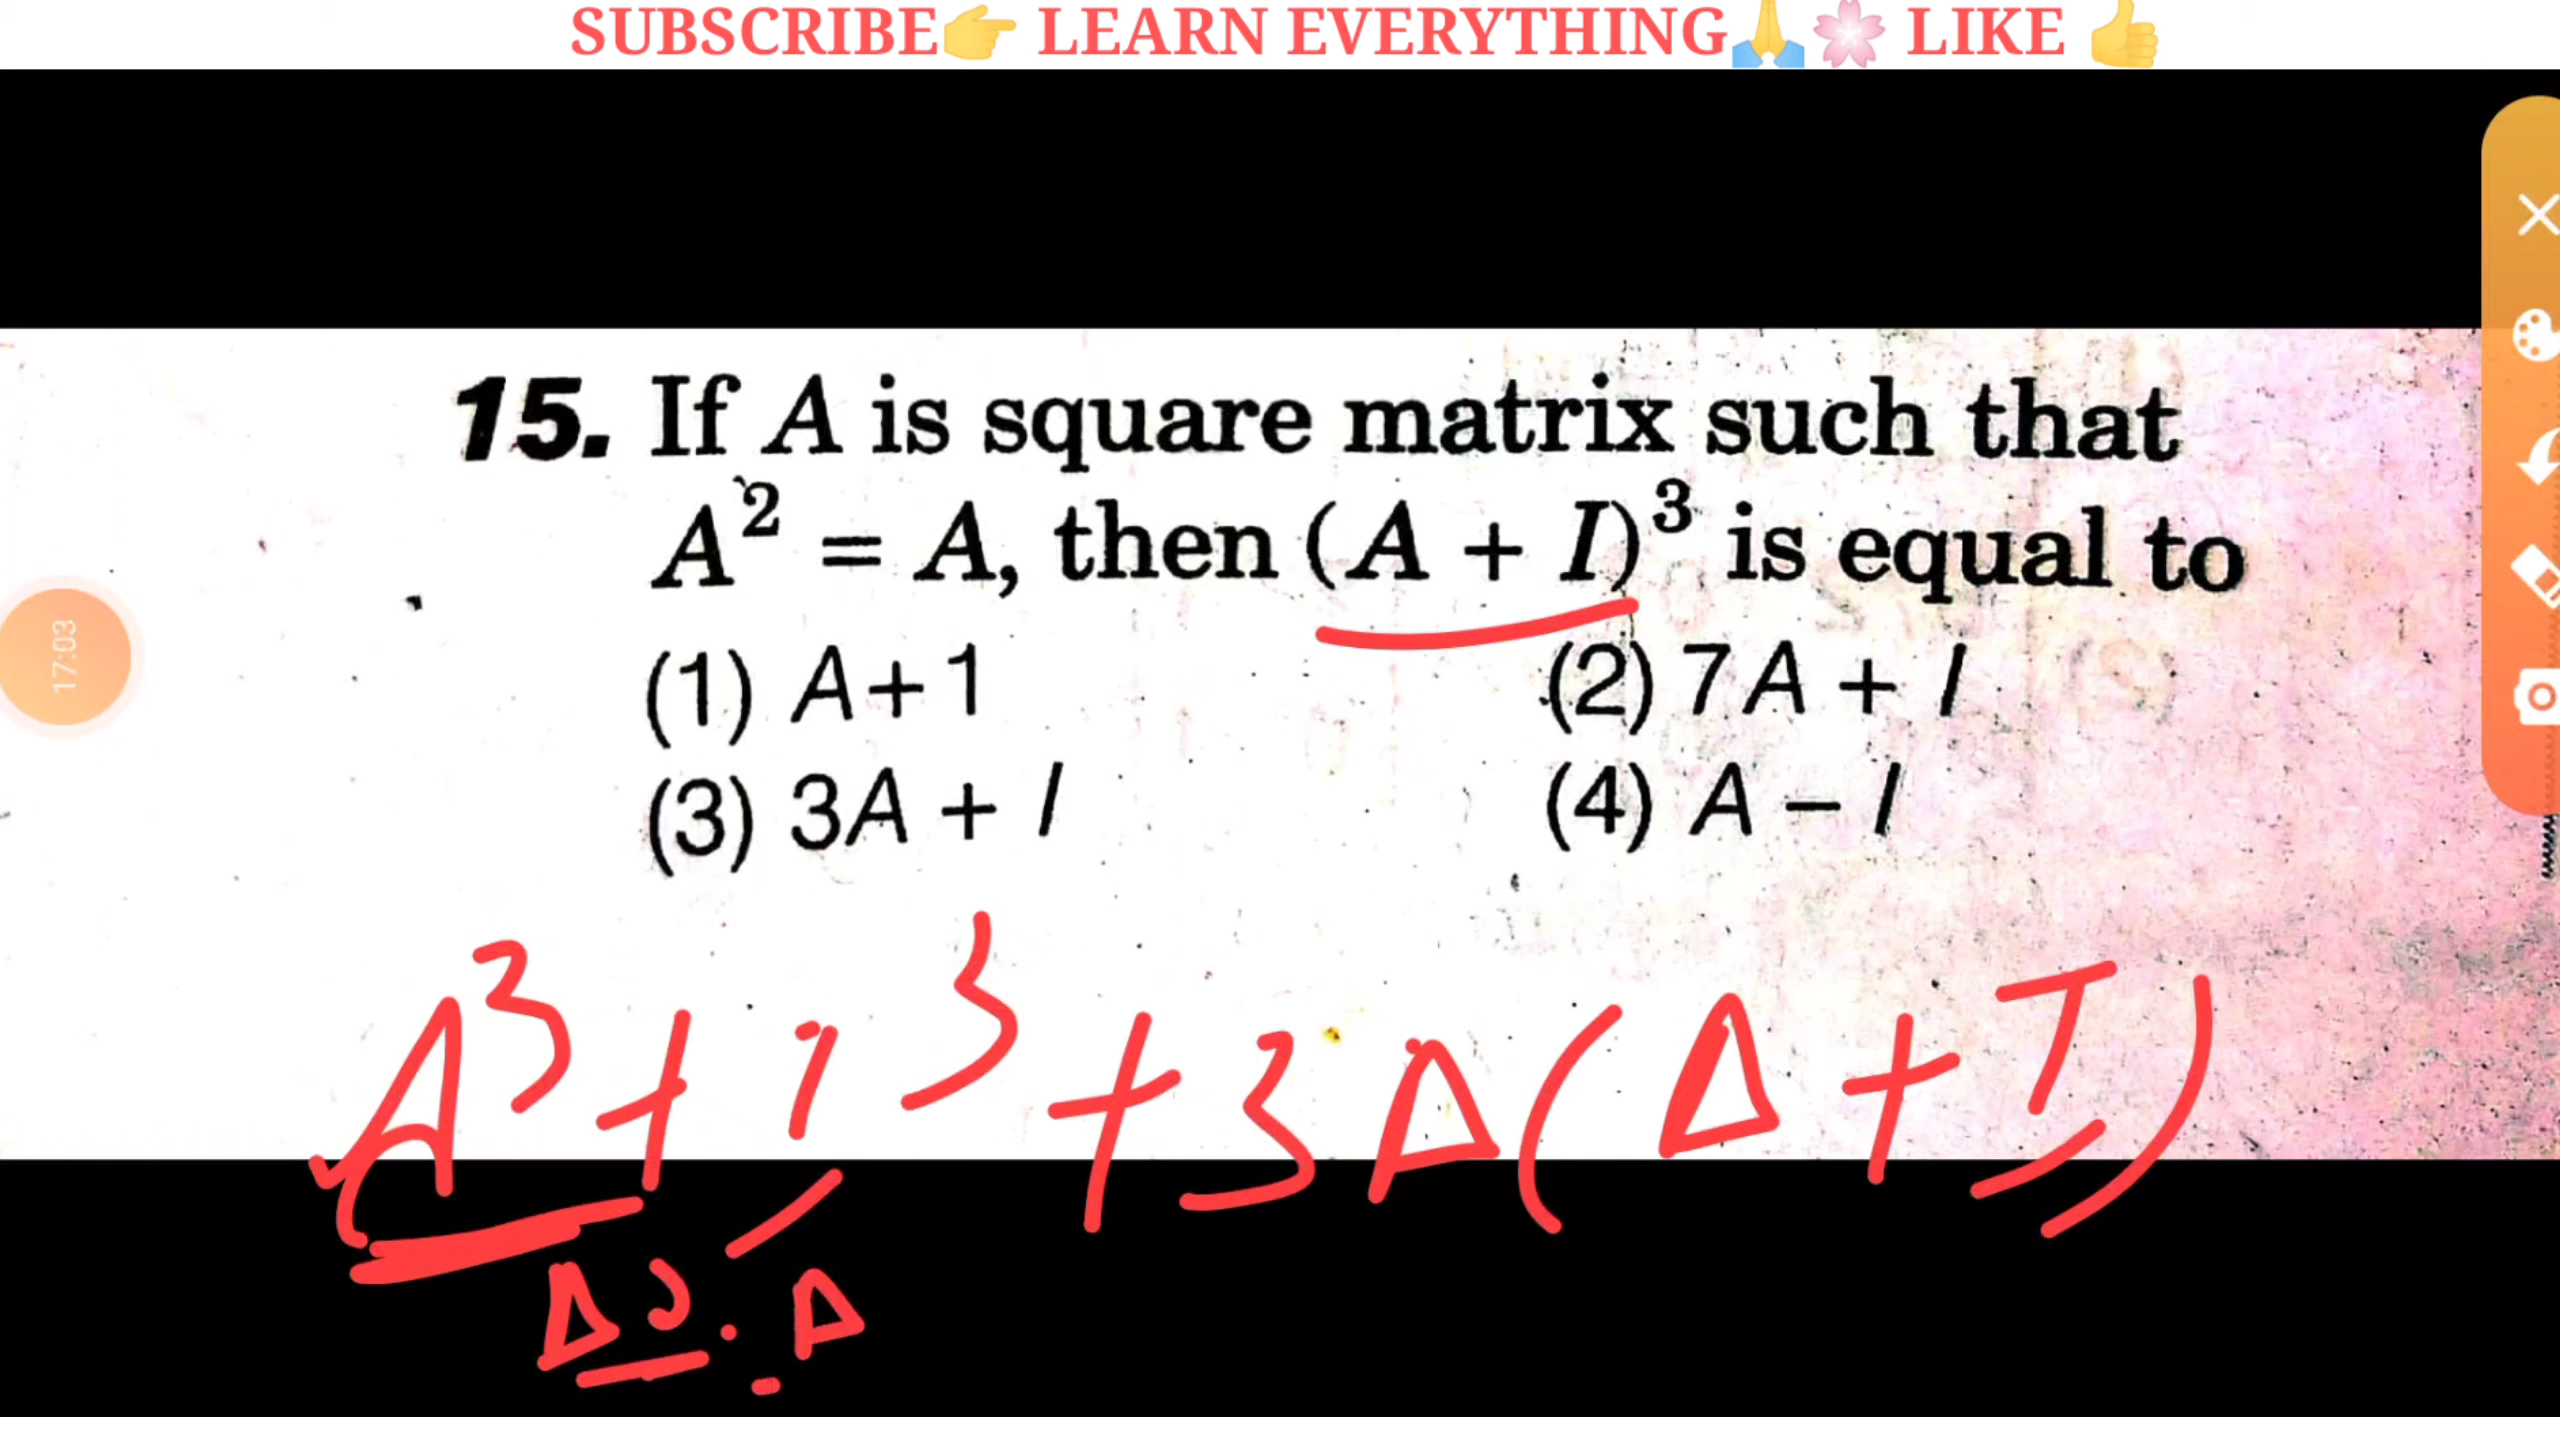 SUBSCRIBE👉 LEARN EVERYTHING🙏🌸 LIKE 👍
15. If A is square matrix such that
A² = A, then (A + I)³ is equal to
(1) A+1 (2) 7A + I
(3) 3A + I (4) A – I
17:03
A³ + I³ + 3A(A + I)
A² . A